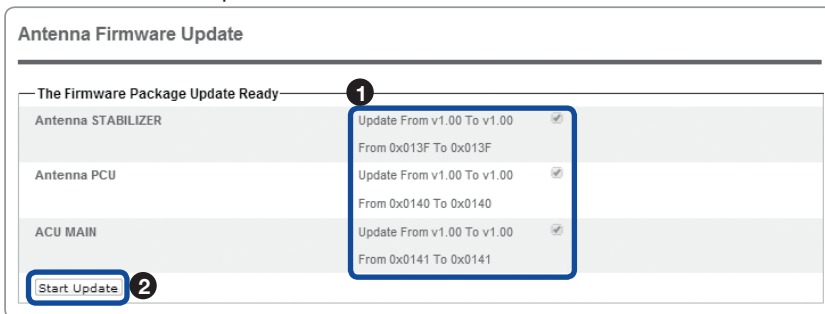 Antenna Firmware Update
The Firmware Package Update Ready
1
Antenna STABILIZER Update From v1.00 To v1.00
From 0x013F To 0x013F
Antenna PCU Update From v1.00 To v1.00
From 0x0140 To 0x0140
ACU MAIN Update From v1.00 To v1.00
From 0x0141 To 0x0141
Start Update 2